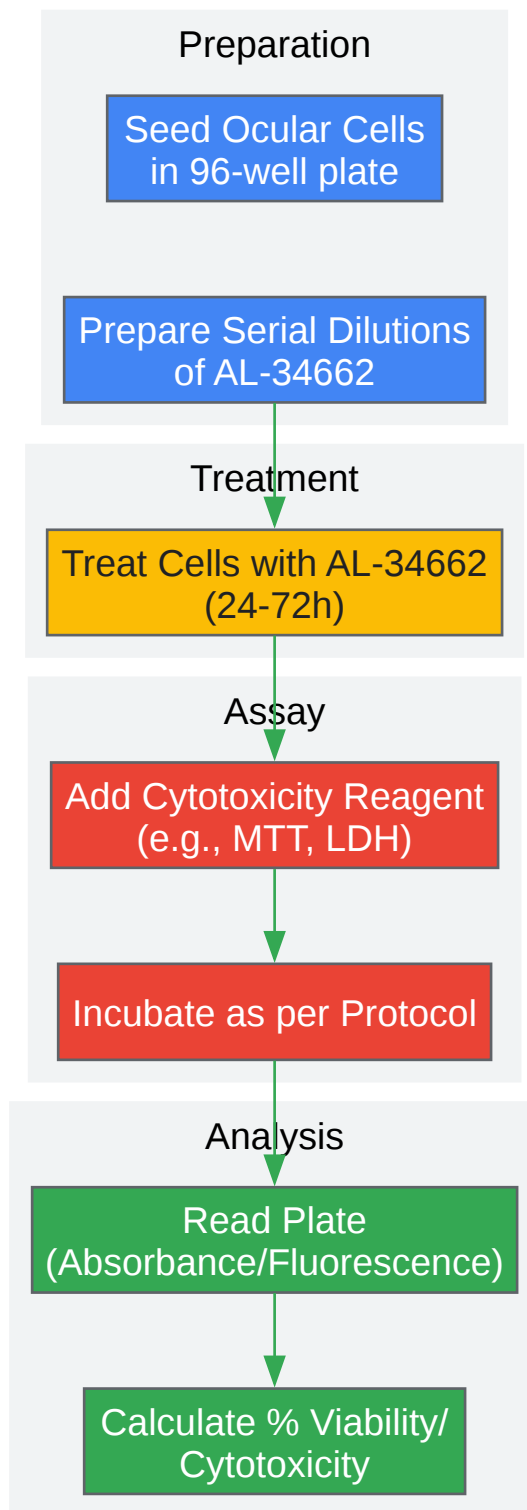 Preparation
Seed Ocular Cells
in 96-well plate
Prepare Serial Dilutions
of AL-34662
Treatment
Treat Cells with AL-34662
(24-72h)
Assay
Add Cytotoxicity Reagent
(e.g., MTT, LDH)
Incubate as per Protocol
Analysis
Read Plate
(Absorbance/Fluorescence)
Calculate % Viability/
Cytotoxicity